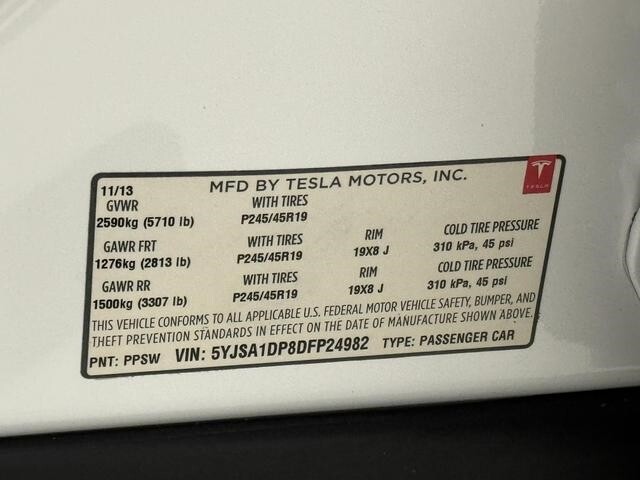 11/13 MFD BY TESLA MOTORS, INC.
TESLA
GVWR WITH TIRES
2590kg (5710 lb) P245/45R19
GAWR FRT WITH TIRES RIM COLD TIRE PRESSURE
1276kg (2813 lb) P245/45R19 19X8 J 310 kPa, 45 psi
GAWR RR WITH TIRES RIM COLD TIRE PRESSURE
1500kg (3307 lb) P245/45R19 19X8 J 310 kPa, 45 psi
THIS VEHICLE CONFORMS TO ALL APPLICABLE U.S. FEDERAL MOTOR VEHICLE SAFETY, BUMPER, AND
THEFT PREVENTION STANDARDS IN EFFECT ON THE DATE OF MANUFACTURE SHOWN ABOVE.
PNT: PPSW VIN: 5YJSA1DP8DFP24982 TYPE: PASSENGER CAR